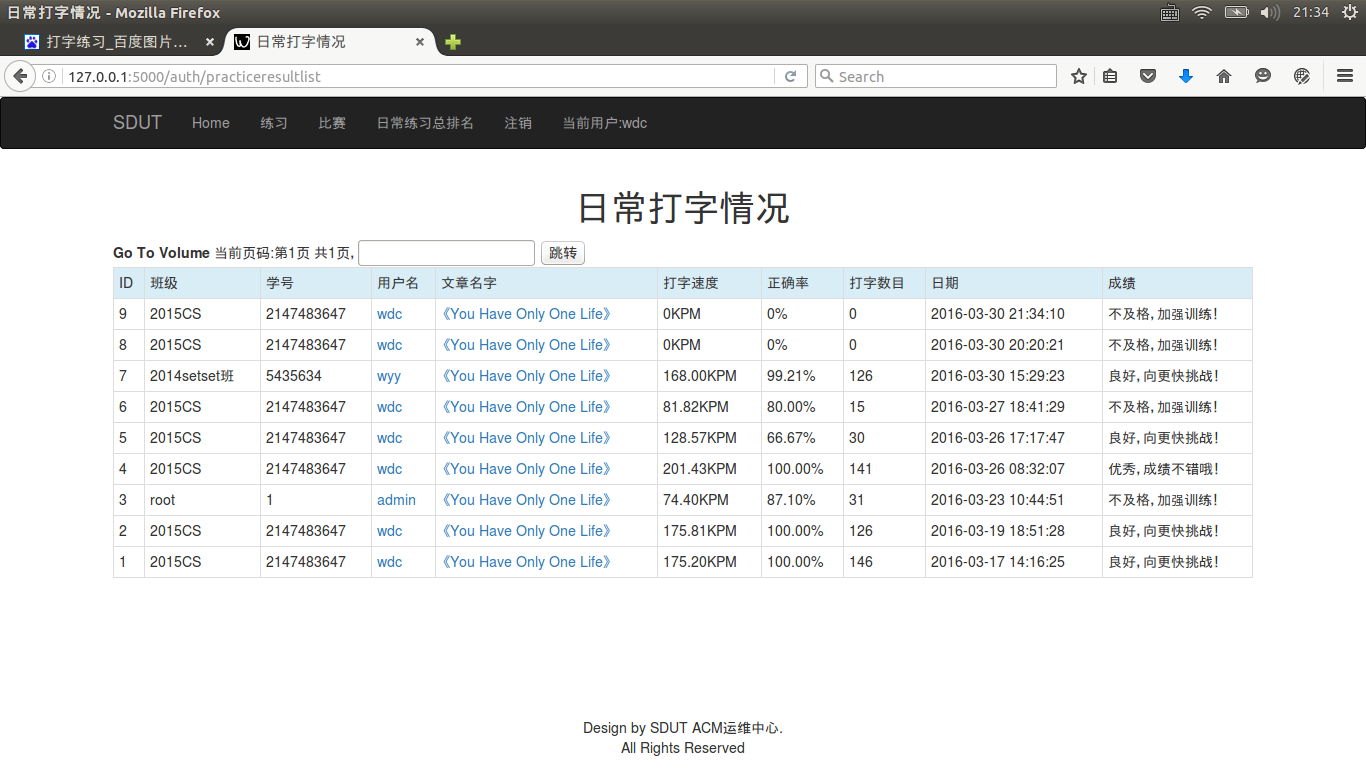 日常打字情况 - Mozilla Firefox
21:34
打字练习_百度图片...
日常打字情况
127.0.0.1:5000/auth/practiceresultlist
Search
SDUT Home 练习 比赛 日常练习总排名 注销 当前用户:wdc
日常打字情况
Go To Volume 当前页码:第1页 共1页, 跳转
ID 班级 学号 用户名 文章名字 打字速度 正确率 打字数目 日期 成绩
9 2015CS 2147483647 wdc 《You Have Only One Life》 0KPM 0% 0 2016-03-30 21:34:10 不及格,加强训练!
8 2015CS 2147483647 wdc 《You Have Only One Life》 0KPM 0% 0 2016-03-30 20:20:21 不及格,加强训练!
7 2014setset班 5435634 wyy 《You Have Only One Life》 168.00KPM 99.21% 126 2016-03-30 15:29:23 良好,向更快挑战!
6 2015CS 2147483647 wdc 《You Have Only One Life》 81.82KPM 80.00% 15 2016-03-27 18:41:29 不及格,加强训练!
5 2015CS 2147483647 wdc 《You Have Only One Life》 128.57KPM 66.67% 30 2016-03-26 17:17:47 良好,向更快挑战!
4 2015CS 2147483647 wdc 《You Have Only One Life》 201.43KPM 100.00% 141 2016-03-26 08:32:07 优秀,成绩不错哦!
3 root 1 admin 《You Have Only One Life》 74.40KPM 87.10% 31 2016-03-23 10:44:51 不及格,加强训练!
2 2015CS 2147483647 wdc 《You Have Only One Life》 175.81KPM 100.00% 126 2016-03-19 18:51:28 良好,向更快挑战!
1 2015CS 2147483647 wdc 《You Have Only One Life》 175.20KPM 100.00% 146 2016-03-17 14:16:25 良好,向更快挑战!
Design by SDUT ACM运维中心.
All Rights Reserved